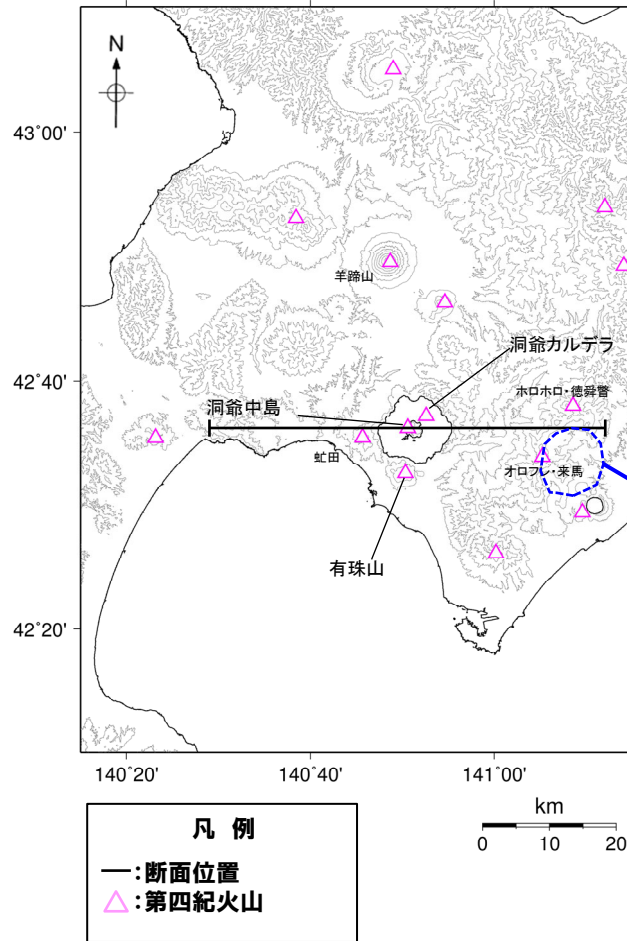 N
43°00'
羊蹄山
洞爺カルデラ
42°40'
ホロホロ・徳舜瞥
洞爺中島
虻田
オロフレ・来馬
有珠山
42°20'
140°20'
140°40'
141°00'
km
0 10 20
凡 例
━:断面位置
△:第四紀火山